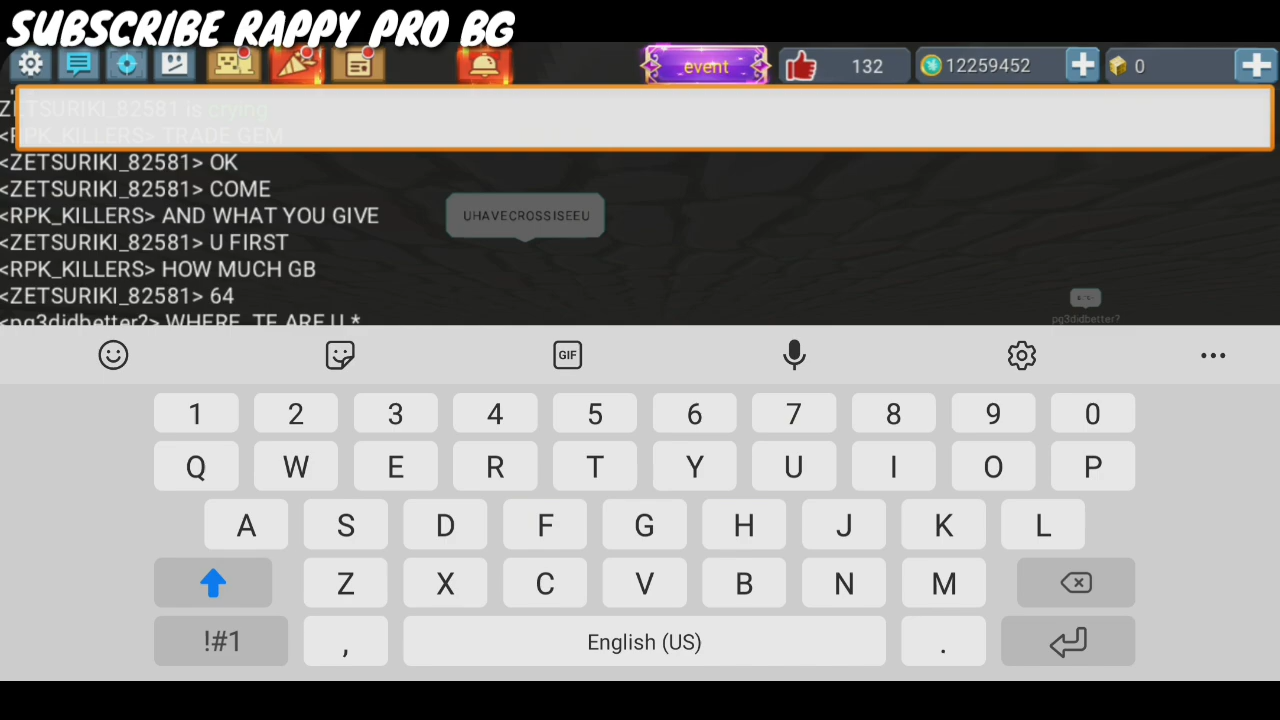 SUBSCRIBE RAPPY PRO BG
event
132
12259452
0
ZETSURIKI_82581 is crying
<RPK_KILLERS> TRADE GEM
<ZETSURIKI_82581> OK
<ZETSURIKI_82581> COME
<RPK_KILLERS> AND WHAT YOU GIVE
<ZETSURIKI_82581> U FIRST
<RPK_KILLERS> HOW MUCH GB
<ZETSURIKI_82581> 64
<pg3didbetter?> WHERE TF ARE U *
UHAVECROSSISEEU
pg3didbetter?
GIF
1 2 3 4 5 6 7 8 9 0
Q W E R T Y U I O P
A S D F G H J K L
Z X C V B N M
!#1 , English (US) .